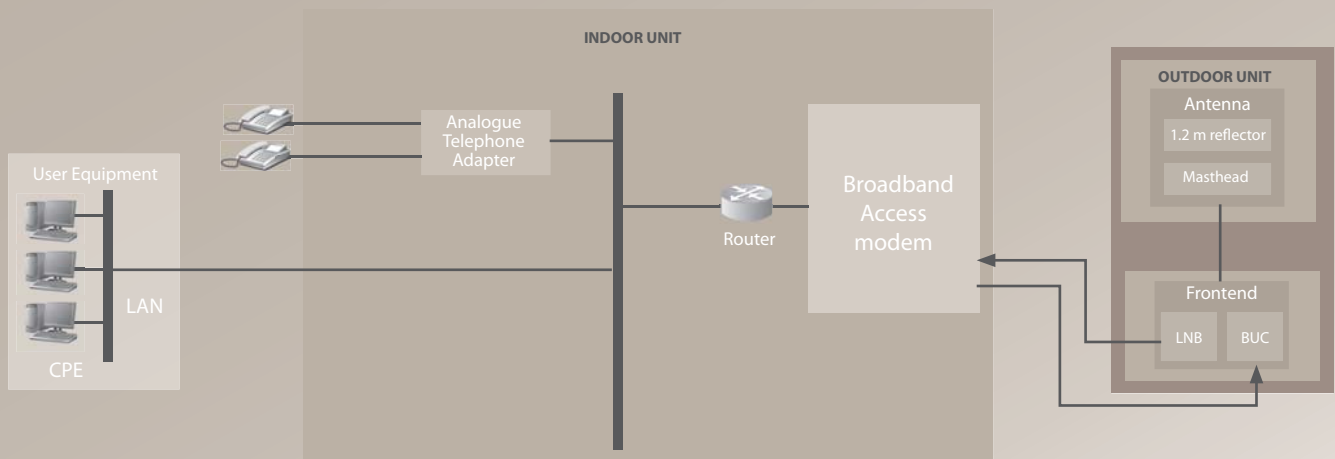 INDOOR UNIT
User Equipment
LAN
CPE
Analogue
Telephone
Adapter
Router
Broadband
Access
modem
OUTDOOR UNIT
Antenna
1.2 m reflector
Masthead
Frontend
LNB
BUC